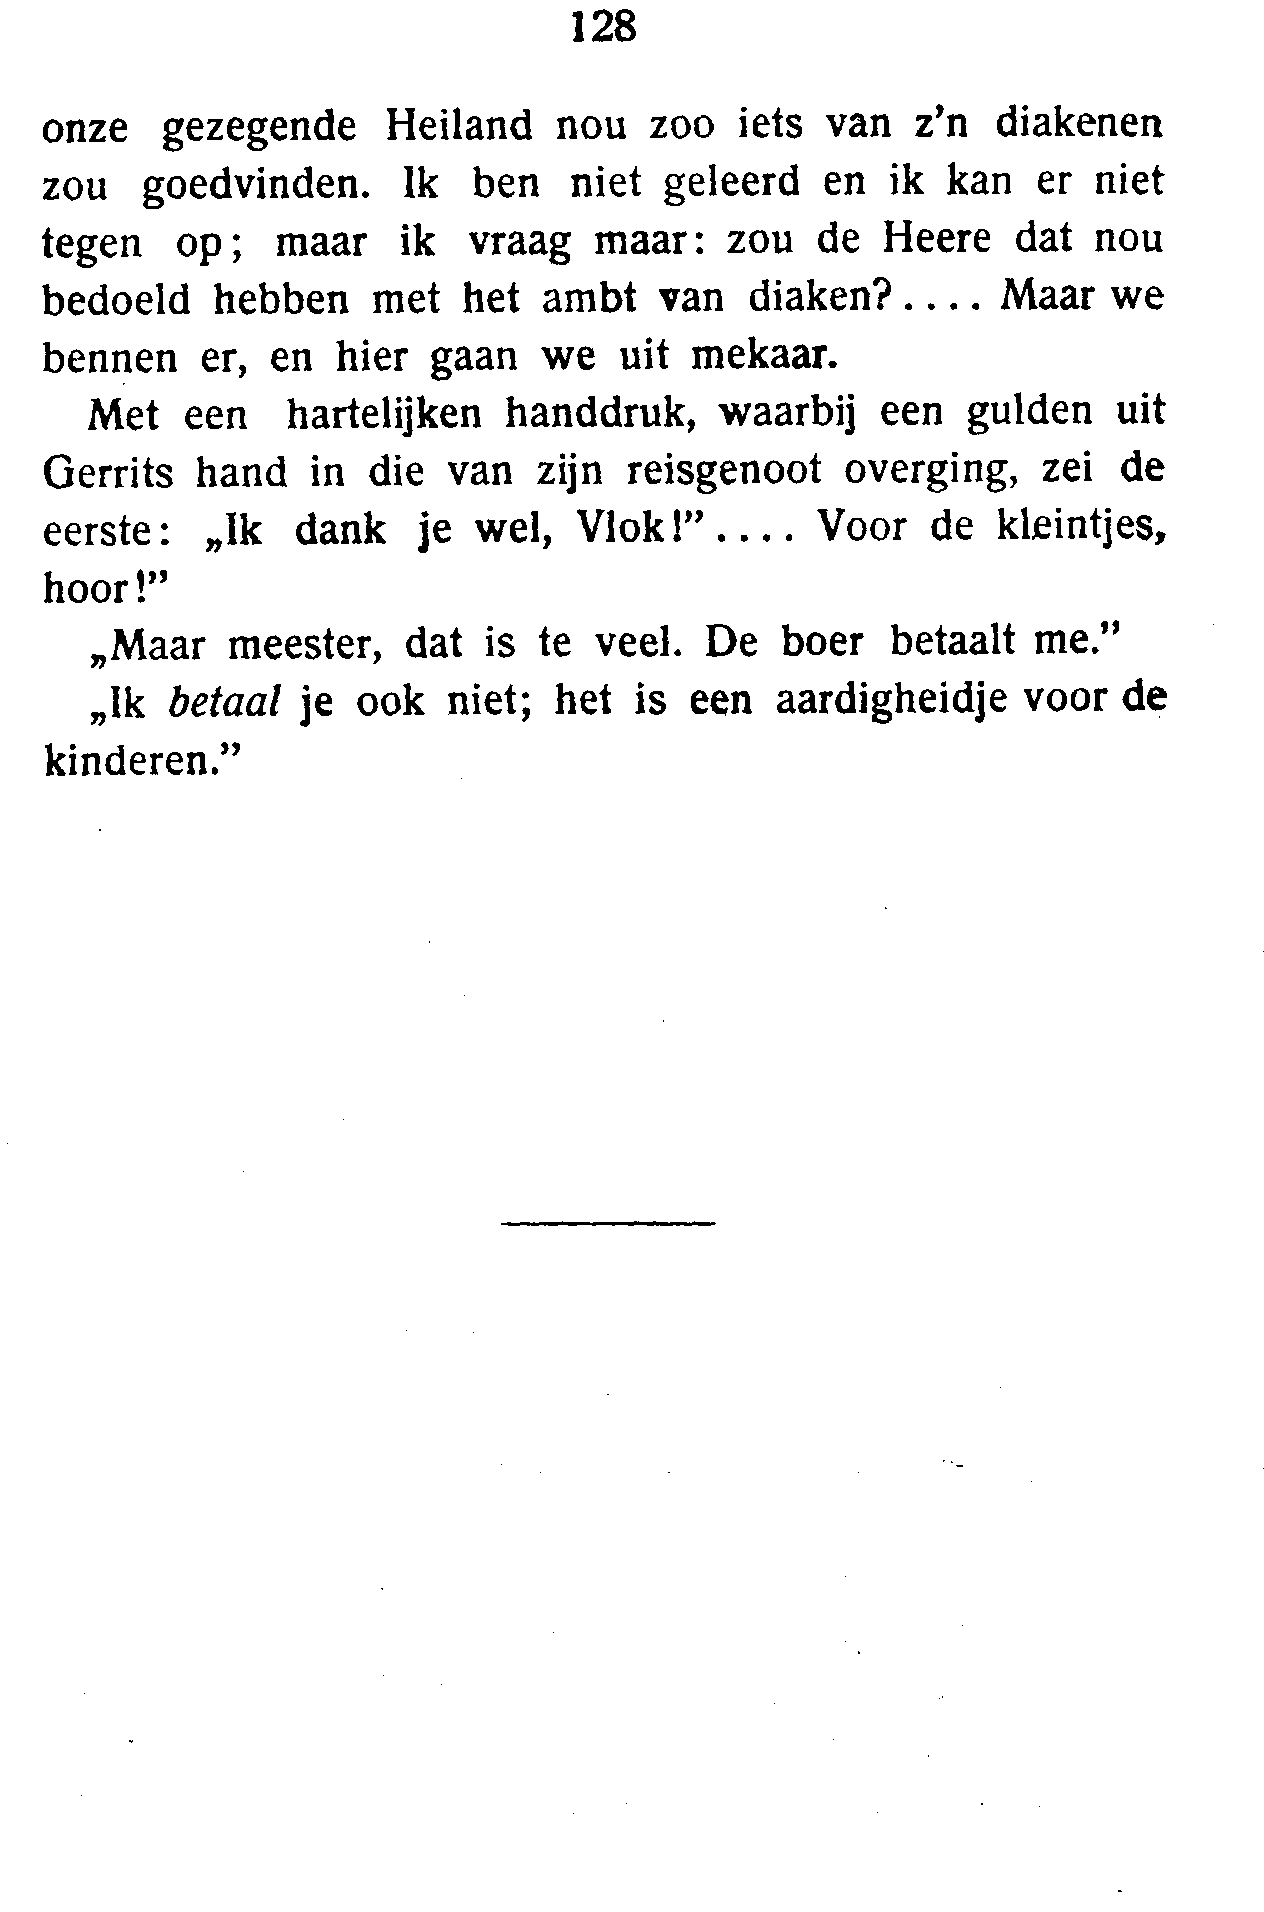 128
onze gezegende Heiland nou zoo iets van z'n diakenen
zou goedvinden. Ik ben niet geleerd en ik kan er niet
tegen op; maar ik vraag maar: zou de Heere dat nou
bedoeld hebben met het ambt van diaken?.... Maar we
bennen er, en hier gaan we uit mekaar.
Met een hartelijken handdruk, waarbij een gulden uit
Gerrits hand in die van zijn reisgenoot overging, zei de
eerste: „Ik dank je wel, Vlok!”.... Voor de kleintjes,
hoor!”
„Maar meester, dat is te veel. De boer betaalt me.”
„Ik betaal je ook niet; het is een aardigheidje voor de
kinderen.”